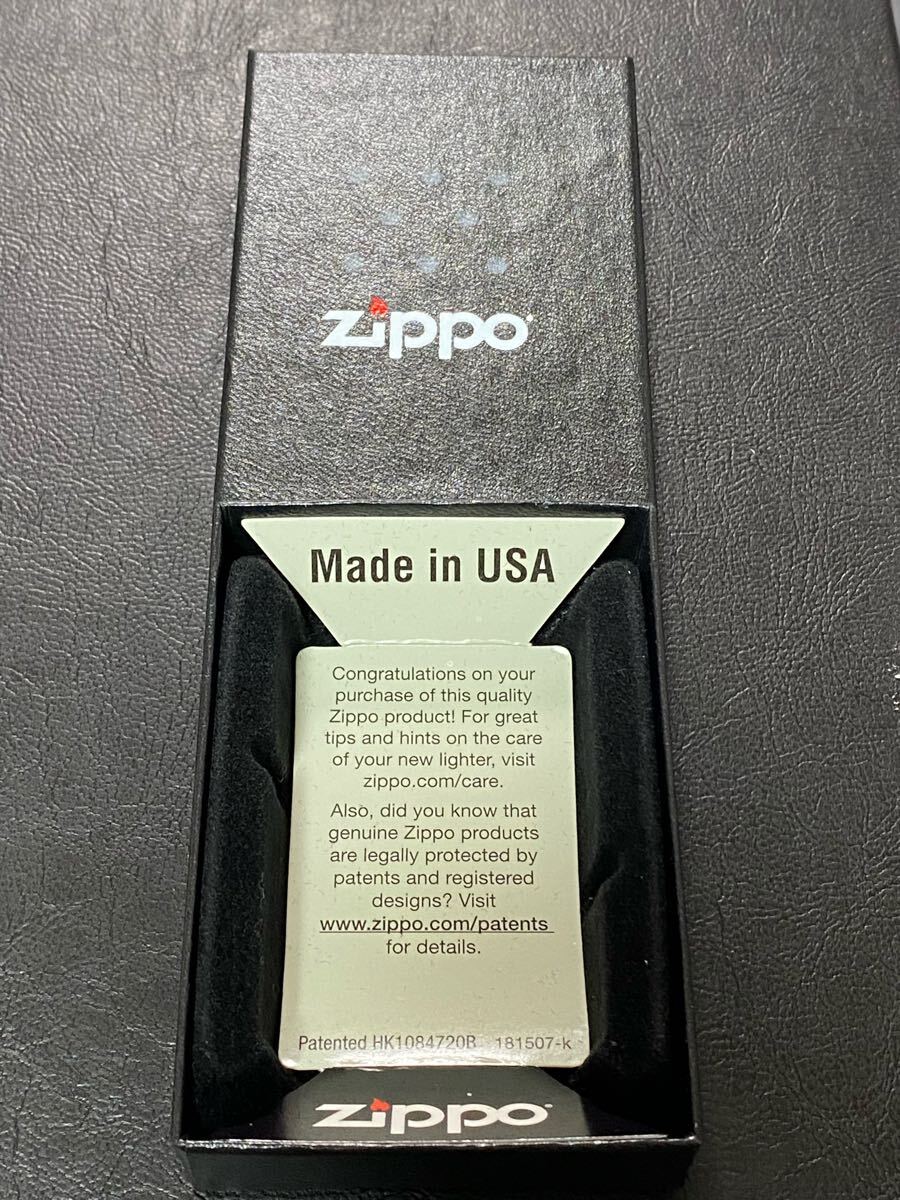 zippo
Made in USA
Congratulations on your
purchase of this quality
Zippo product! For great
tips and hints on the care
of your new lighter, visit
zippo.com/care.
Also, did you know that
genuine Zippo products
are legally protected by
patents and registered
designs? Visit
www.zippo.com/patents
for details.
Patented HK1084720B 181507-k
zippo